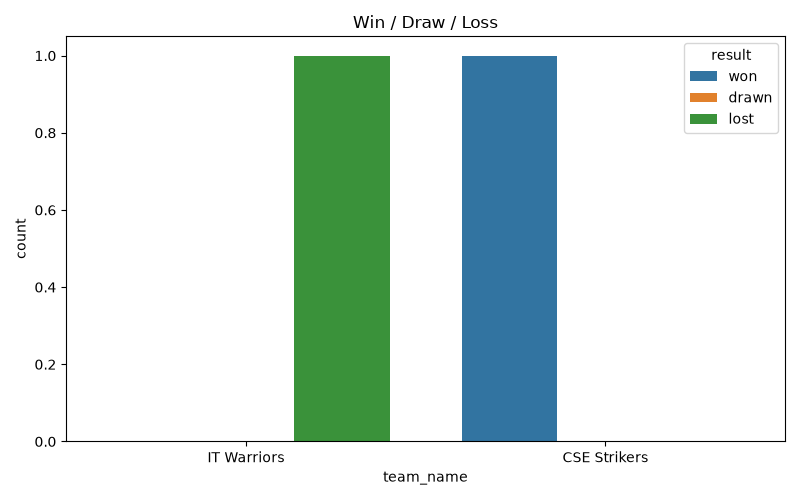 Win / Draw / Loss
result
won
drawn
lost
count
1.0
0.8
0.6
0.4
0.2
0.0
IT Warriors
CSE Strikers
team_name